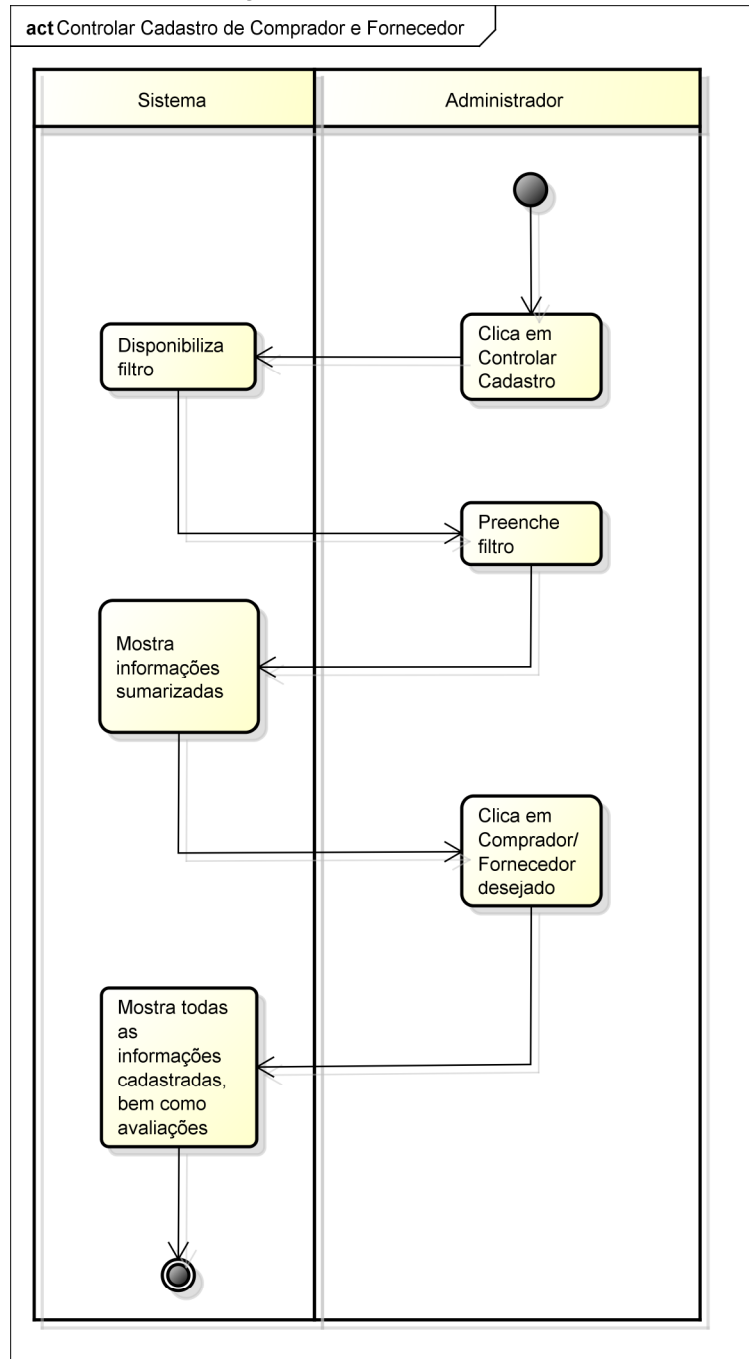 act Controlar Cadastro de Comprador e Fornecedor
Sistema
Administrador
Clica em
Controlar
Cadastro
Disponibiliza
filtro
Preenche
filtro
Mostra
informações
sumarizadas
Clica em
Comprador/
Fornecedor
desejado
Mostra todas
as
informações
cadastradas,
bem como
avaliações